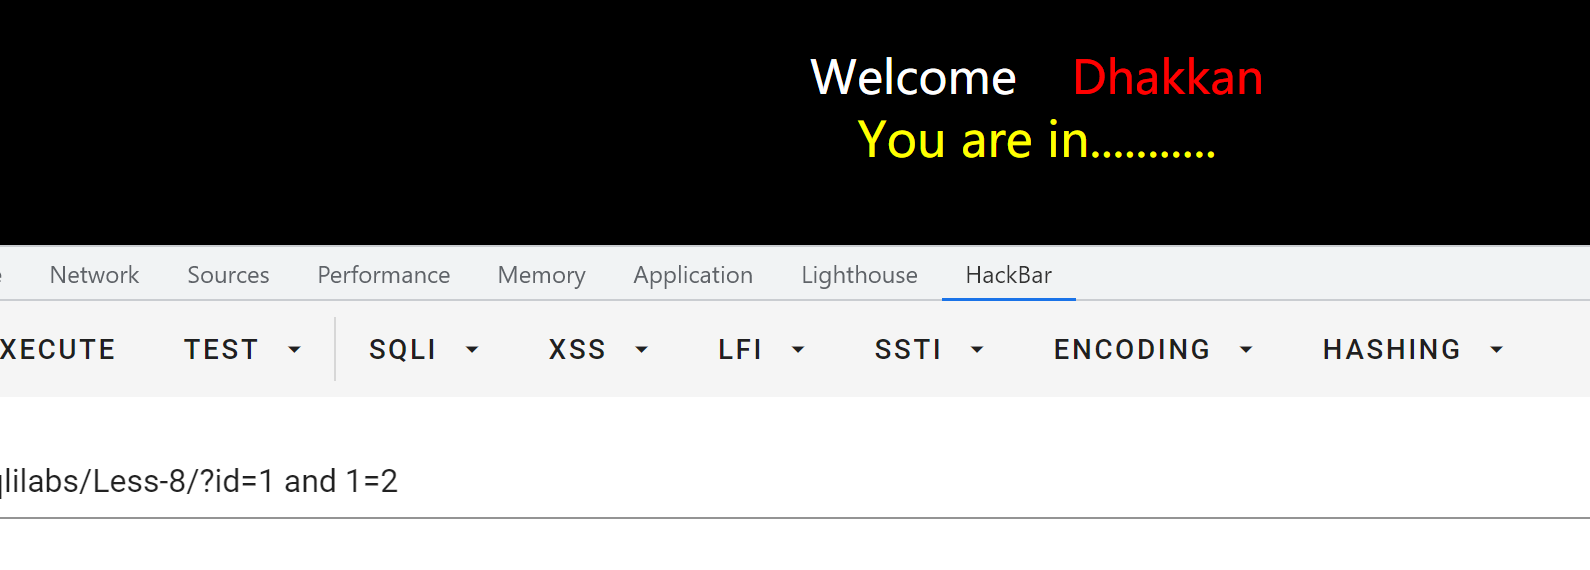 Welcome Dhakkan
You are in...........
Network Sources Performance Memory Application Lighthouse HackBar
XECUTE TEST SQLI XSS LFI SSTI ENCODING HASHING
qlilabs/Less-8/?id=1 and 1=2